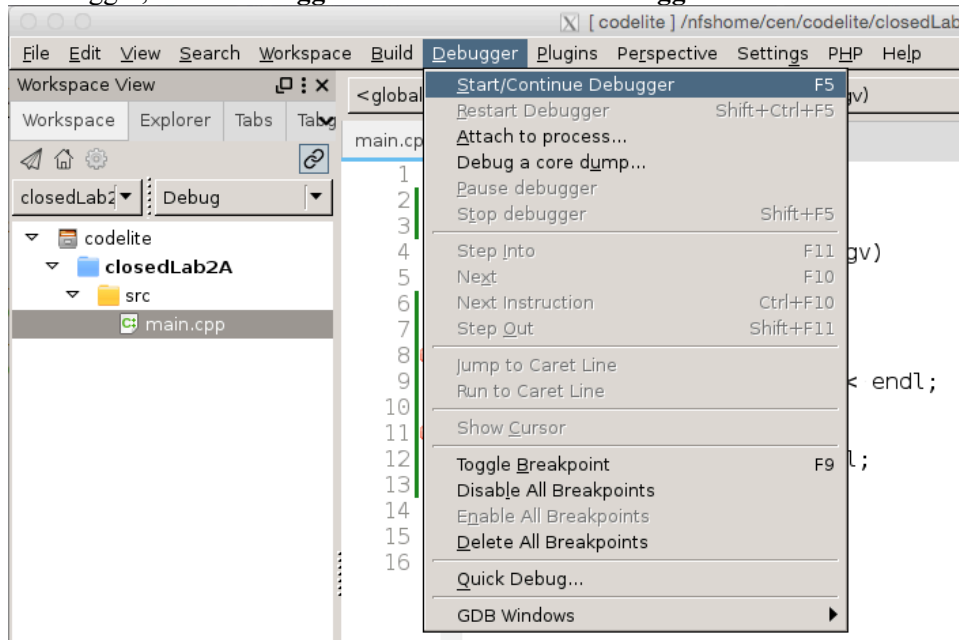 [ codelite ] /nfshome/cen/codelite/closedLab
File Edit View Search Workspace Build Debugger Plugins Perspective Settings PHP Help
Workspace View
Workspace Explorer Tabs
closedLab2 Debug
codelite
closedLab2A
src
main.cpp
<global
gv)
main.cp
1
2
3
4 gv)
5
6
7
8
9 < endl;
10
11
12 l;
13
14
15
16
Start/Continue Debugger F5
Restart Debugger Shift+Ctrl+F5
Attach to process...
Debug a core dump...
Pause debugger
Stop debugger Shift+F5
Step Into F11
Next F10
Next Instruction Ctrl+F10
Step Out Shift+F11
Jump to Caret Line
Run to Caret Line
Show Cursor
Toggle Breakpoint F9
Disable All Breakpoints
Enable All Breakpoints
Delete All Breakpoints
Quick Debug...
GDB Windows